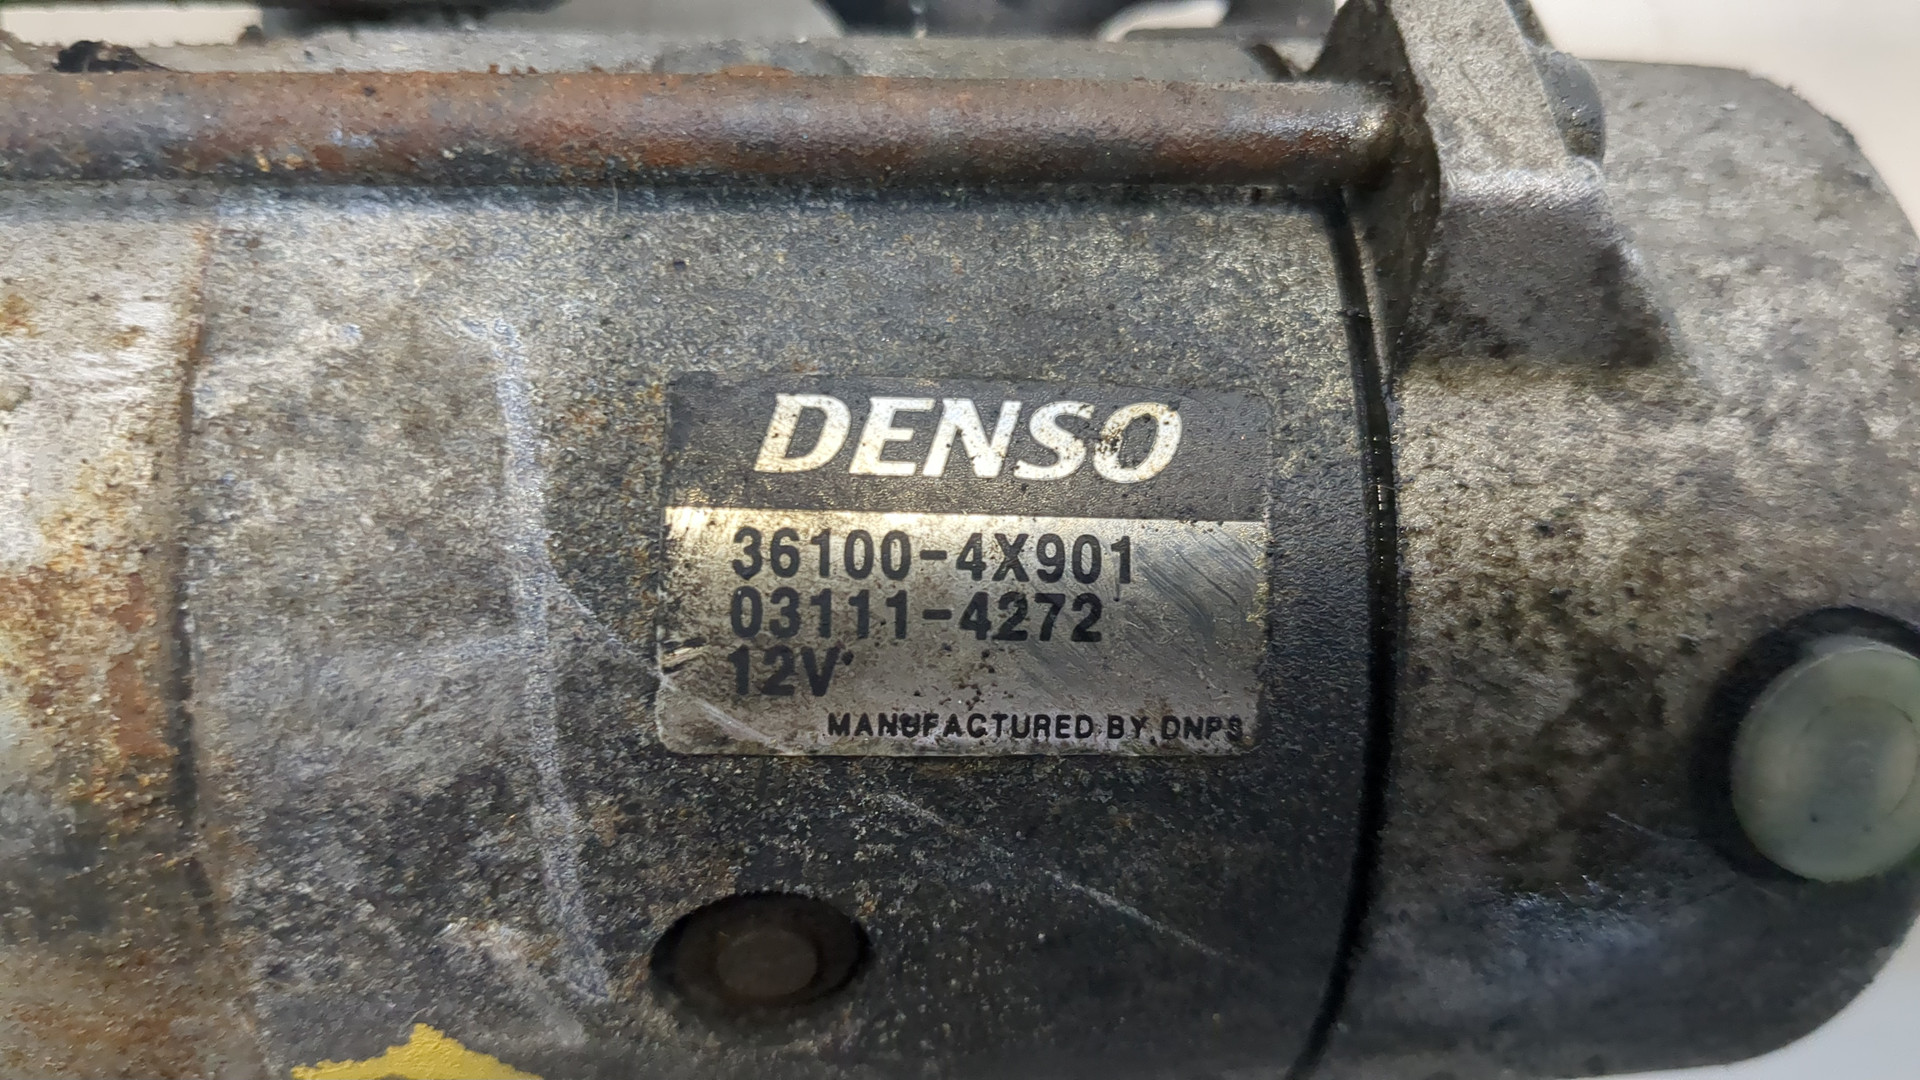 DENSO
36100-4X901
03111-4272
12V
MANUFACTURED BY DNPS